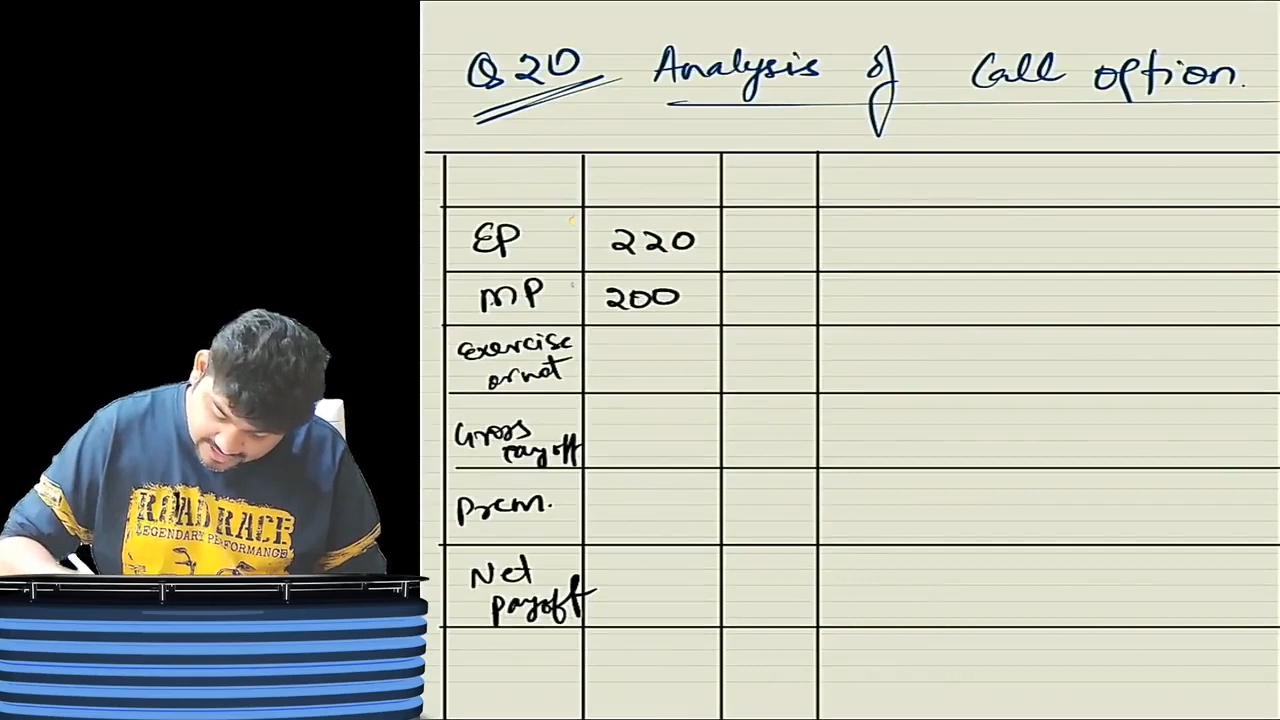 Q 20 Analysis of Call option.
EP 220
MP 200
Exercise
or not
Gross
payoff
Prem.
Net
payoff
ROAD RACE
LEGENDARY PERFORMANCE